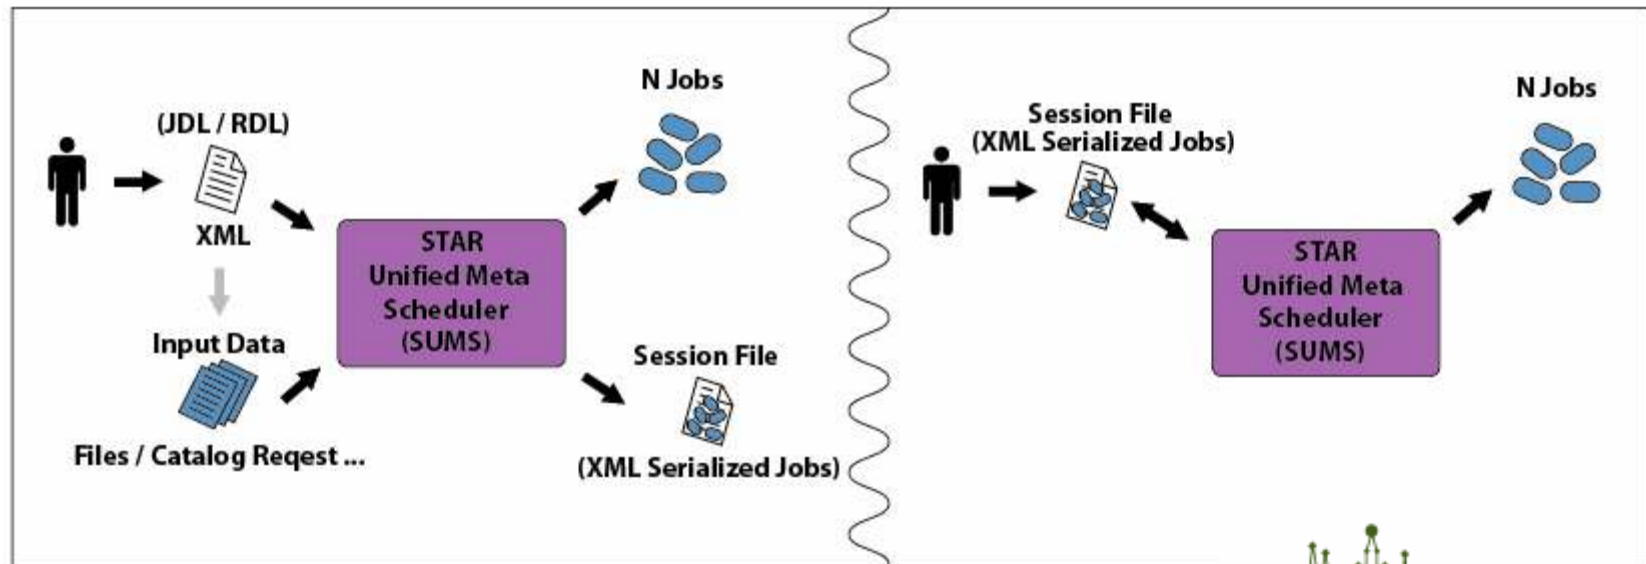 (JDL / RDL)
XML
Input Data
Files / Catalog Reqest ...
STAR
Unified Meta
Scheduler
(SUMS)
N Jobs
Session File
(XML Serialized Jobs)
Session File
(XML Serialized Jobs)
STAR
Unified Meta
Scheduler
(SUMS)
N Jobs